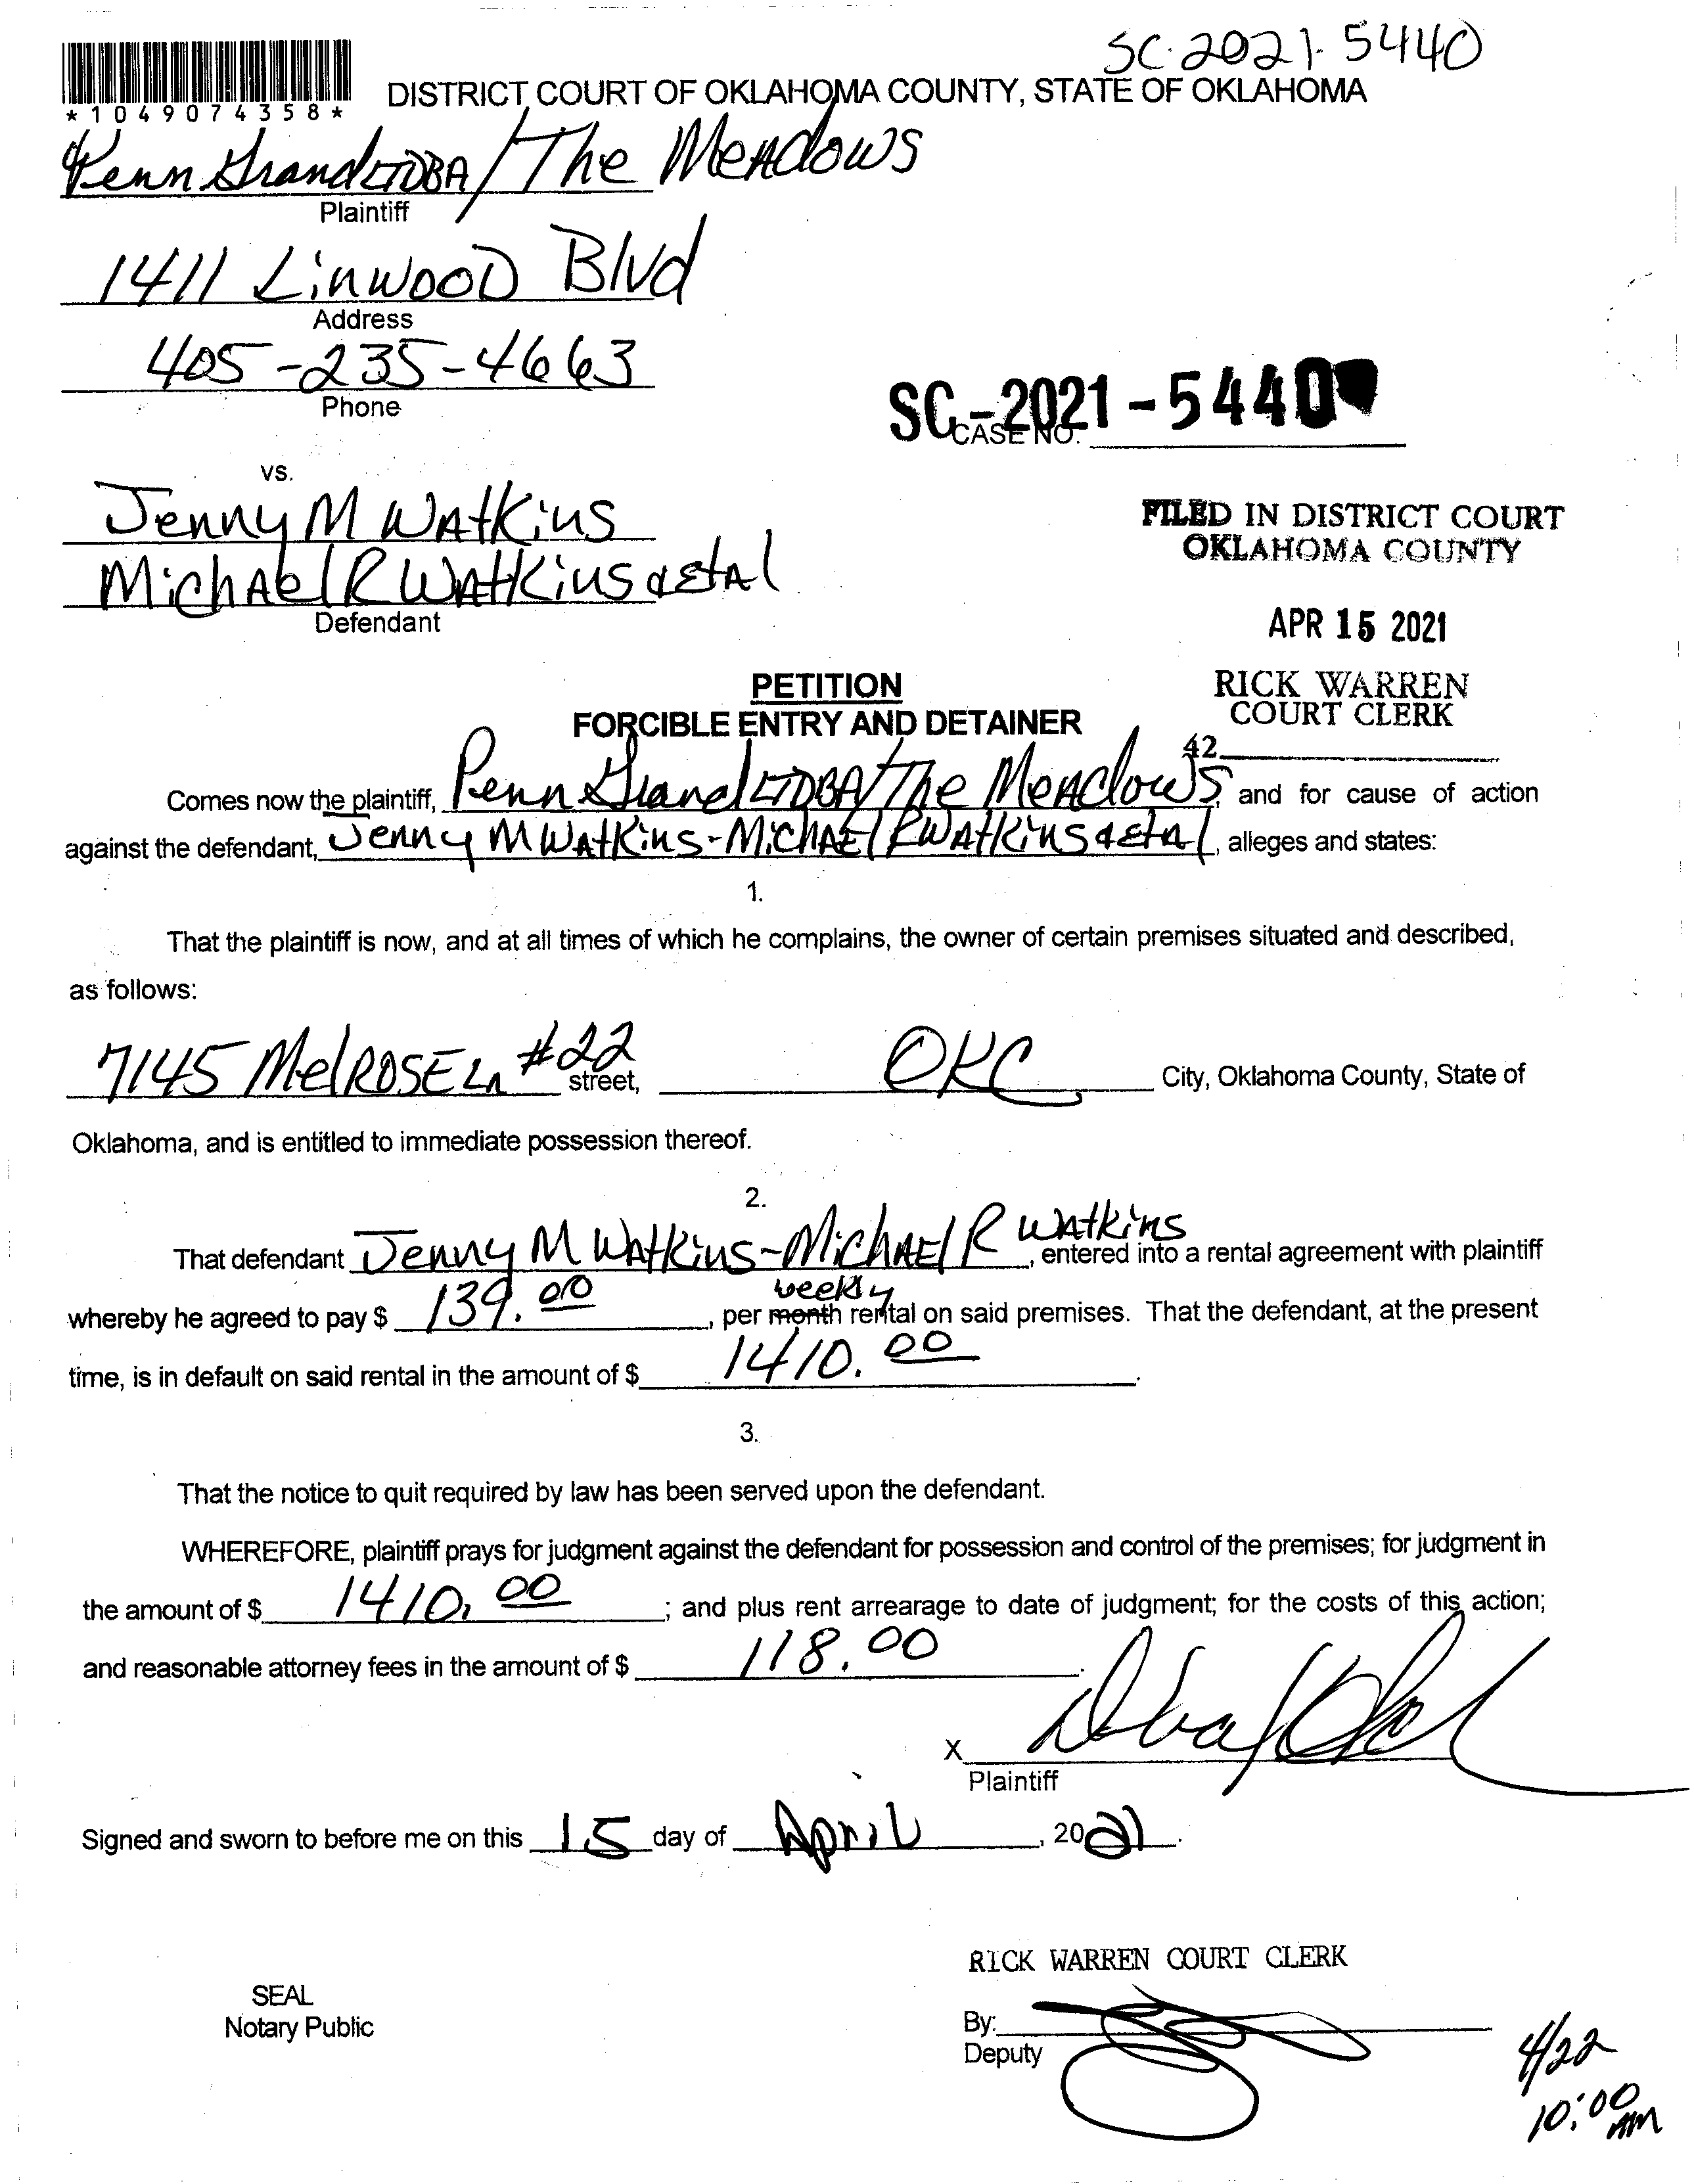 SC-2021-5440
*1049074358*
DISTRICT COURT OF OKLAHOMA COUNTY, STATE OF OKLAHOMA
Penn Grand LTDBA/The Meadows
Plaintiff
1411 Linwood Blvd
Address
405-235-4663
Phone
SC-2021-5440
CASE NO.
vs.
Jenny M Watkins
Michael R Watkins & Etal
Defendant
FILED IN DISTRICT COURT
OKLAHOMA COUNTY
APR 15 2021
RICK WARREN
COURT CLERK
42
PETITION
FORCIBLE ENTRY AND DETAINER
Comes now the plaintiff, Penn Grand LTDBA/The Meadows, and for cause of action
against the defendant, Jenny M Watkins-Michael R Watkins & Etal, alleges and states:
1.
That the plaintiff is now, and at all times of which he complains, the owner of certain premises situated and described,
as follows:
7145 Melrose Ln #22 street, OKC City, Oklahoma County, State of
Oklahoma, and is entitled to immediate possession thereof.
2.
That defendant Jenny M Watkins-Michael R Watkins, entered into a rental agreement with plaintiff
weekly
whereby he agreed to pay $ 139.00, per month rental on said premises. That the defendant, at the present
time, is in default on said rental in the amount of $ 1410.00.
3.
That the notice to quit required by law has been served upon the defendant.
WHEREFORE, plaintiff prays for judgment against the defendant for possession and control of the premises; for judgment in
the amount of $ 1410.00; and plus rent arrearage to date of judgment; for the costs of this action;
and reasonable attorney fees in the amount of $ 118.00.
X
Plaintiff
Signed and sworn to before me on this 15 day of April, 2021.
RICK WARREN COURT CLERK
SEAL
Notary Public
By:
Deputy
4/22
10:00 AM